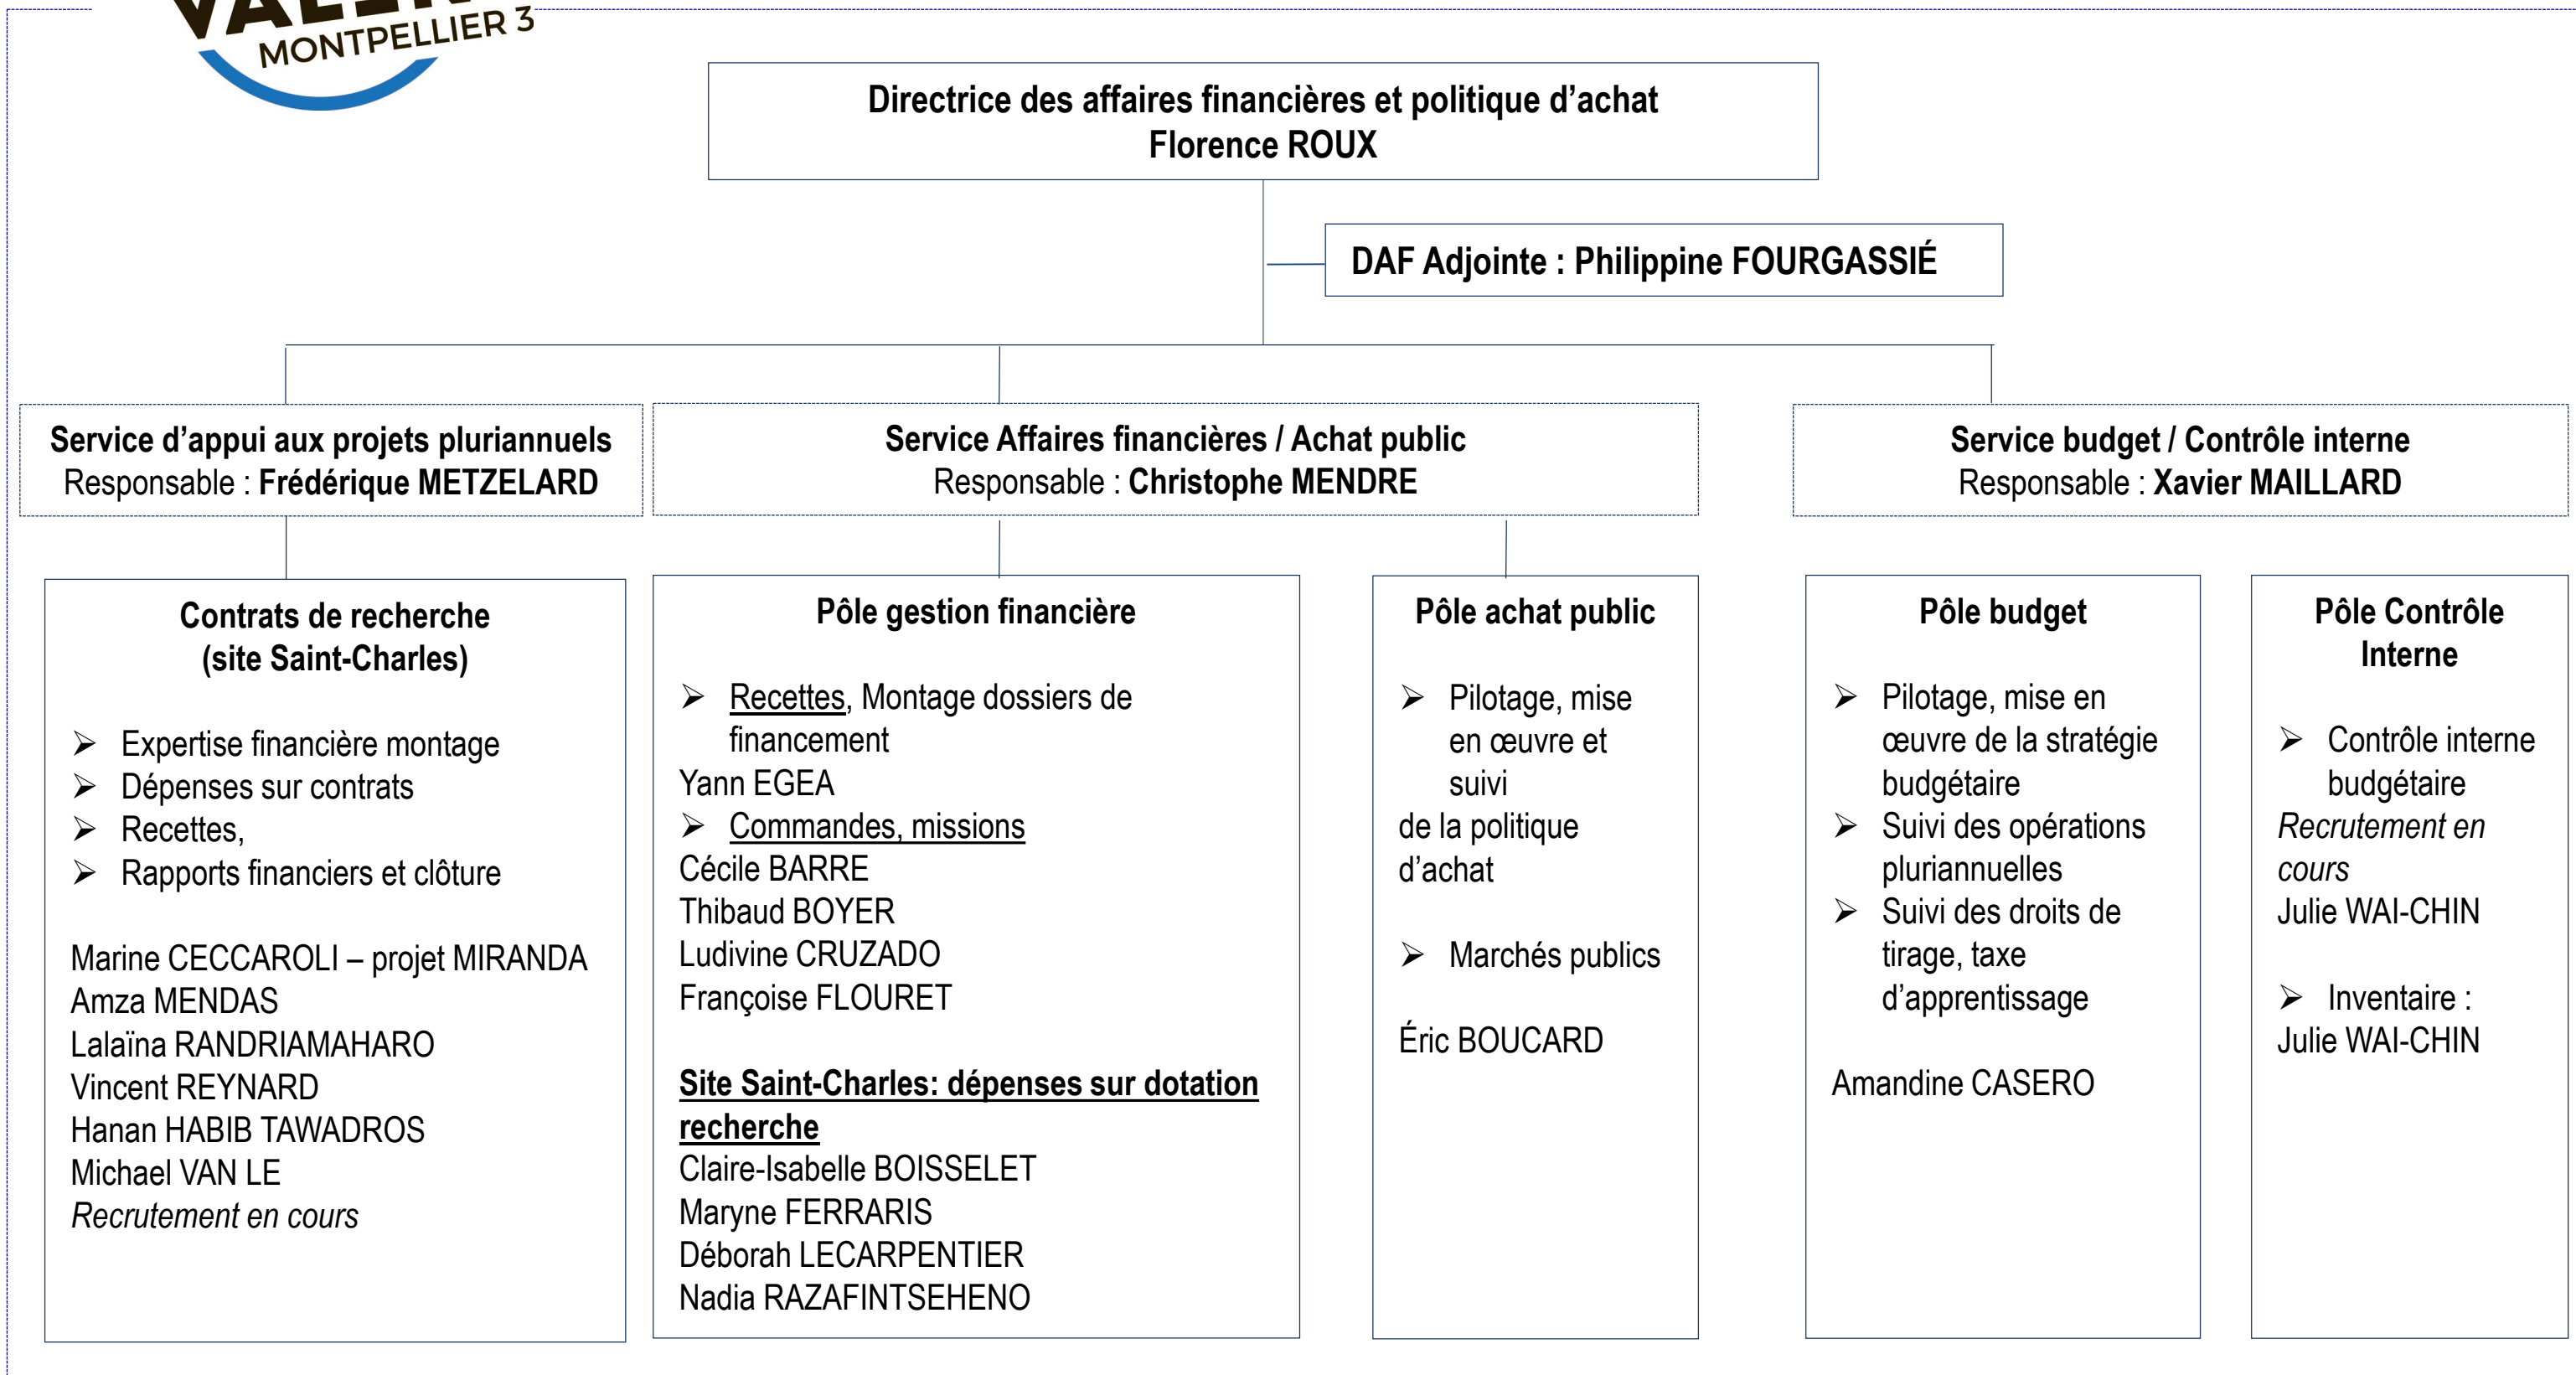 MONTPELLIER 3
Directrice des affaires financières et politique d’achat
Florence ROUX
DAF Adjointe : Philippine FOURGASSIÉ
Service d’appui aux projets pluriannuels
Responsable : Frédérique METZELARD
Service Affaires financières / Achat public
Responsable : Christophe MENDRE
Service budget / Contrôle interne
Responsable : Xavier MAILLARD
Contrats de recherche
(site Saint-Charles)
➢ Expertise financière montage
➢ Dépenses sur contrats
➢ Recettes,
➢ Rapports financiers et clôture
Marine CECCAROLI – projet MIRANDA
Amza MENDAS
Lalaïna RANDRIAMAHARO
Vincent REYNARD
Hanan HABIB TAWADROS
Michael VAN LE
Recrutement en cours
Pôle gestion financière
➢ Recettes, Montage dossiers de
financement
Yann EGEA
➢ Commandes, missions
Cécile BARRE
Thibaud BOYER
Ludivine CRUZADO
Françoise FLOURET
Site Saint-Charles: dépenses sur dotation
recherche
Claire-Isabelle BOISSELET
Maryne FERRARIS
Déborah LECARPENTIER
Nadia RAZAFINTSEHENO
Pôle achat public
➢ Pilotage, mise
en œuvre et
suivi
de la politique
d’achat
➢ Marchés publics
Éric BOUCARD
Pôle budget
➢ Pilotage, mise en
œuvre de la stratégie
budgétaire
➢ Suivi des opérations
pluriannuelles
➢ Suivi des droits de
tirage, taxe
d’apprentissage
Amandine CASERO
Pôle Contrôle
Interne
➢ Contrôle interne
budgétaire
Recrutement en
cours
Julie WAI-CHIN
➢ Inventaire :
Julie WAI-CHIN